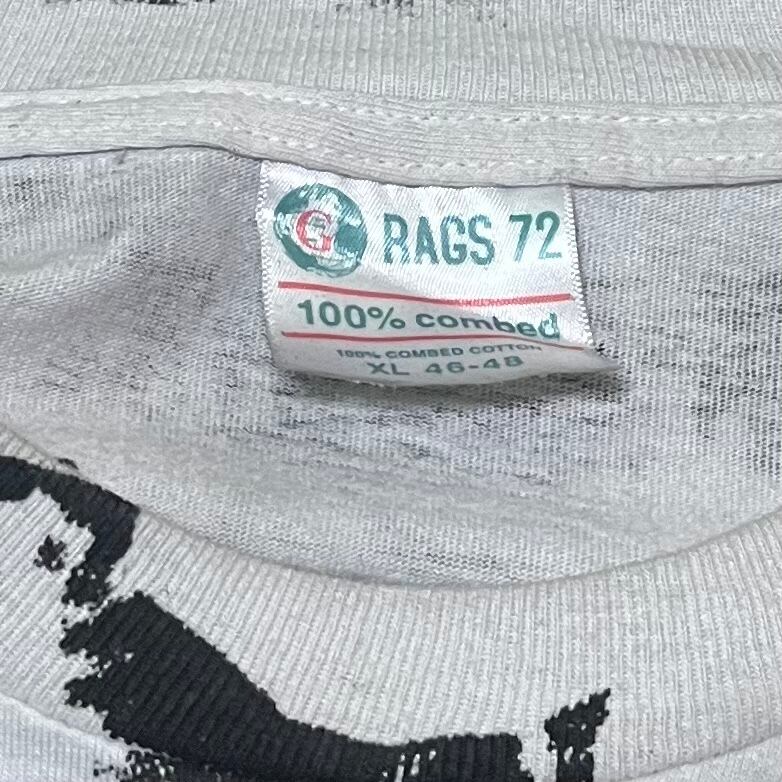 G RAGS 72
100% combed
100% COMBED COTTON
XL 46-48